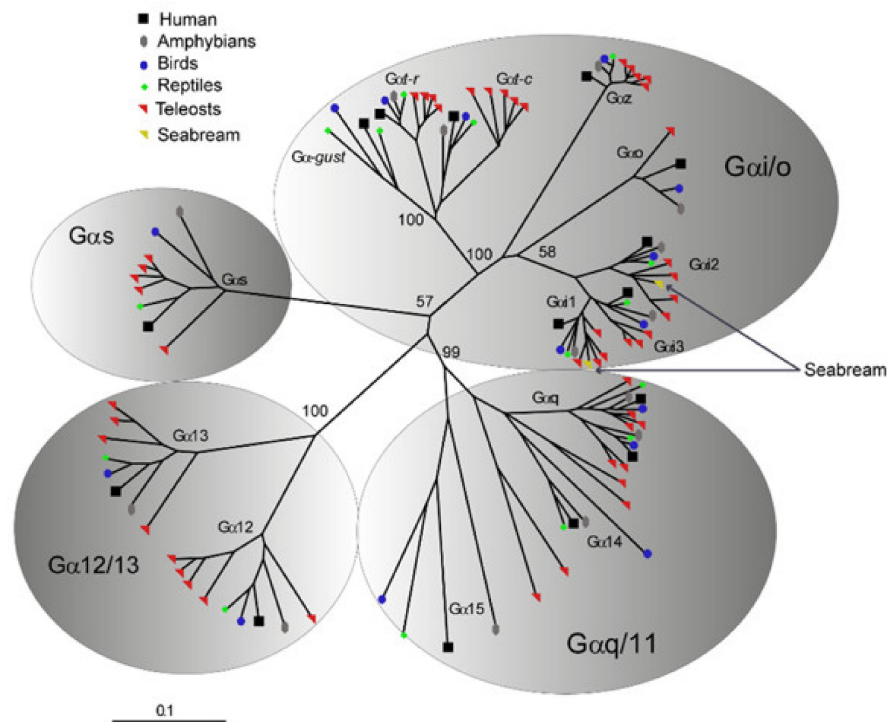 Human
Amphybians
Birds
Reptiles
Teleosts
Seabream
Gαt-r
Gαt-c
Gαz
Gα-gust
Gαo
Gαi/o
100
100
58
Gαs
Gαs
57
Gαi2
Gαi1
Gαi3
Seabream
99
Gαq
100
Gα13
Gα12
Gα14
Gα12/13
Gα15
Gαq/11
0.1